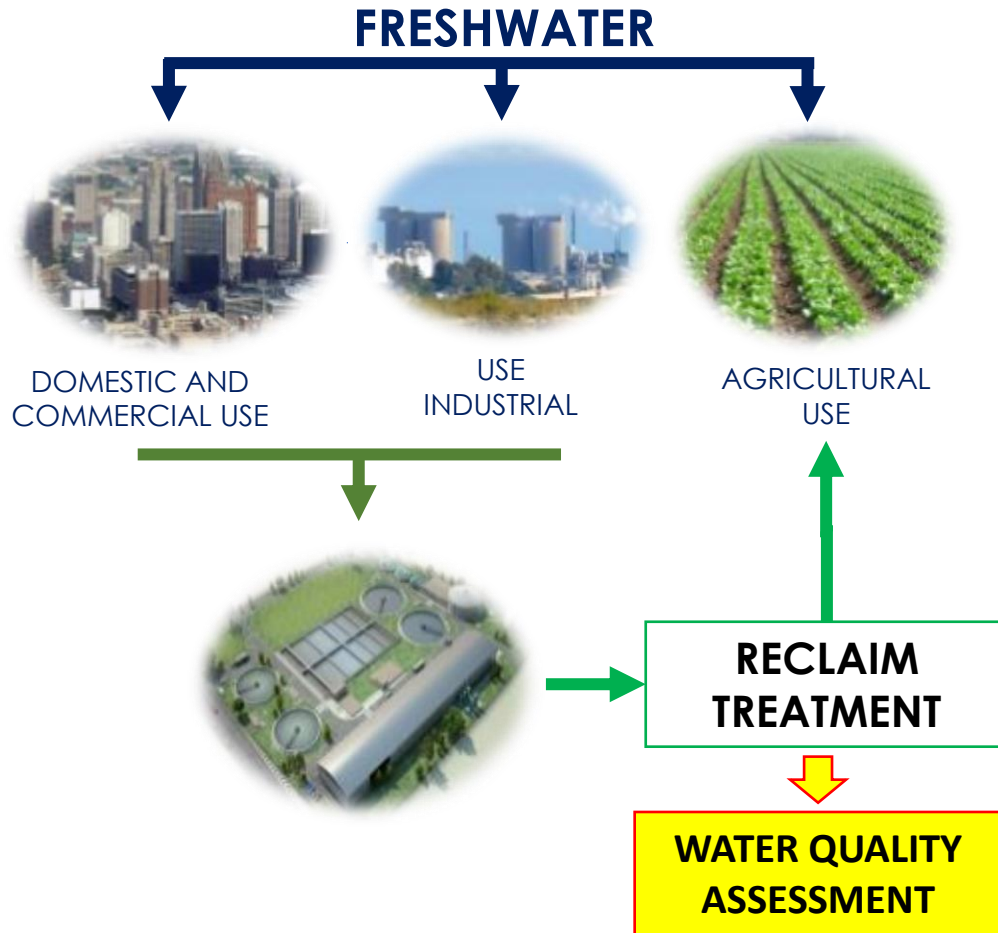 FRESHWATER
DOMESTIC AND
COMMERCIAL USE
USE
INDUSTRIAL
AGRICULTURAL
USE
RECLAIM
TREATMENT
WATER QUALITY
ASSESSMENT